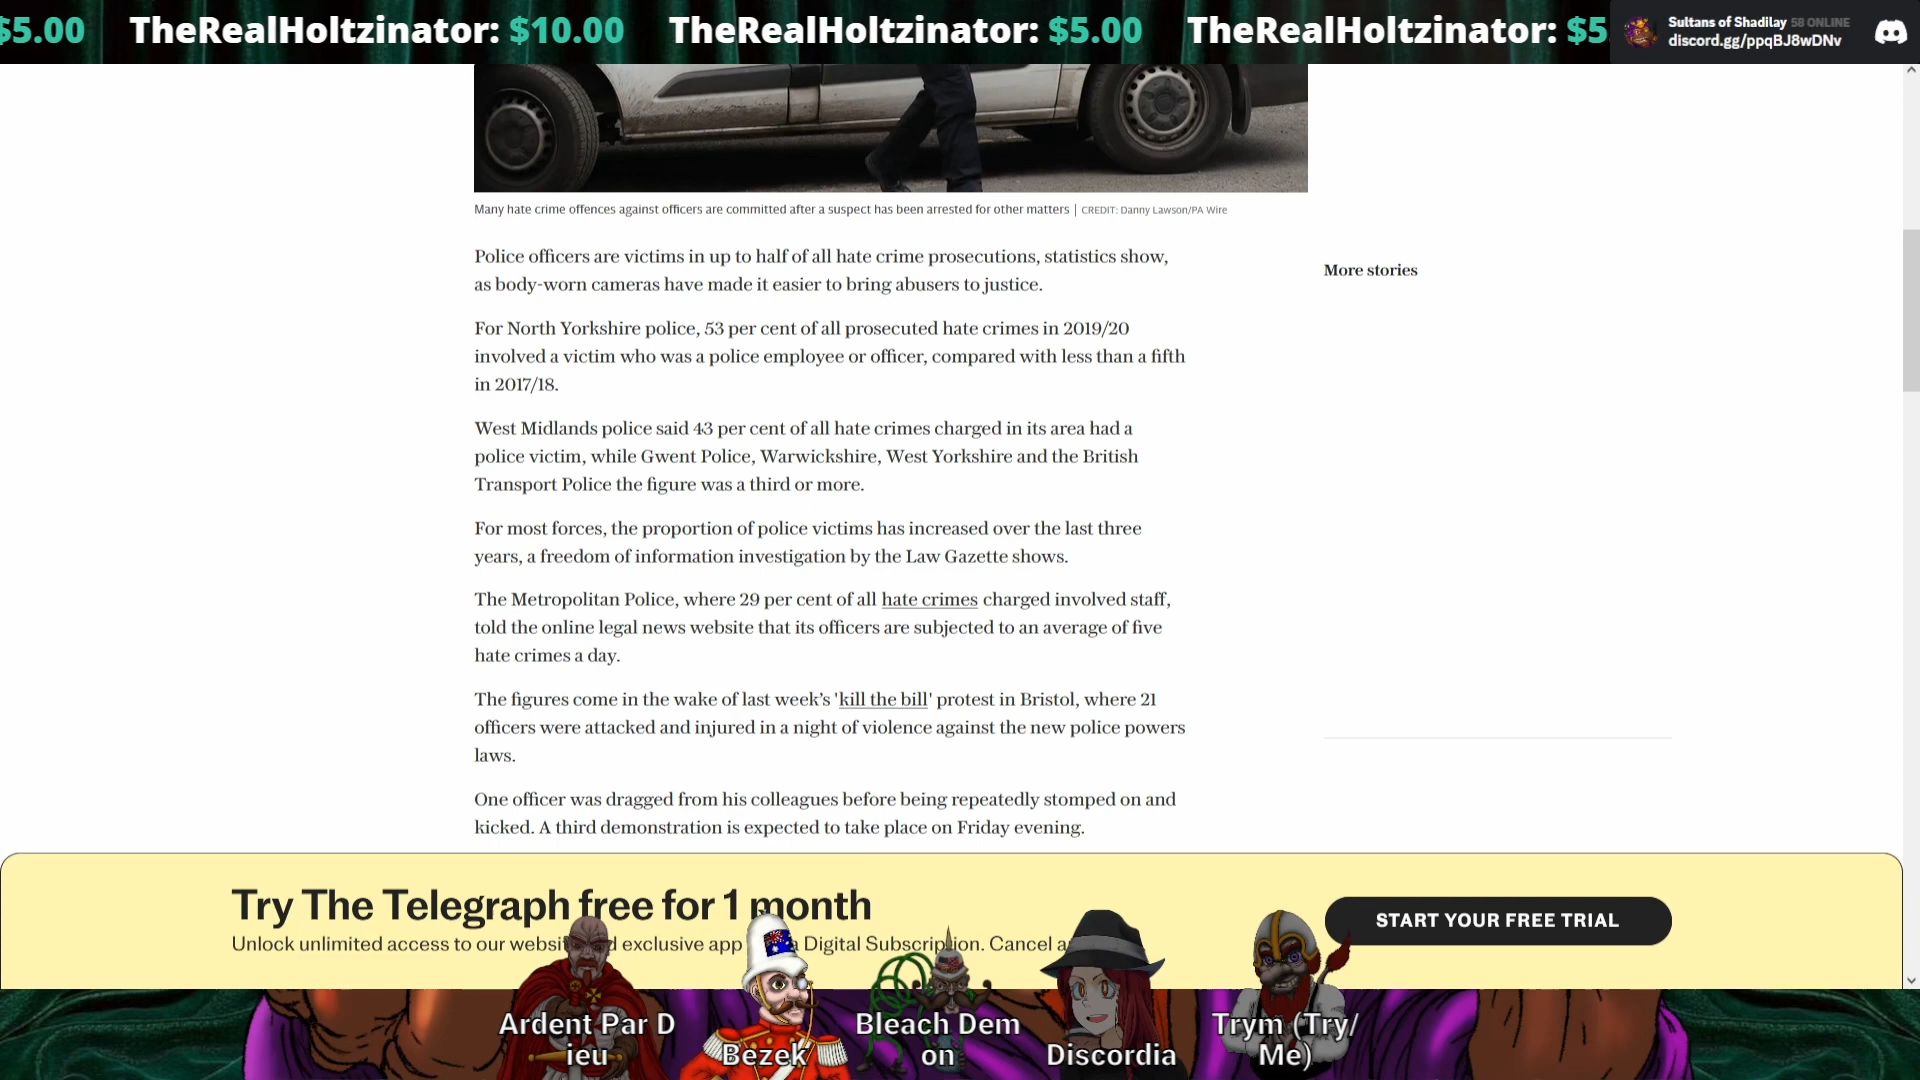 $5.00 TheRealHoltzinator: $10.00 TheRealHoltzinator: $5.00 TheRealHoltzinator: $5
Sultans of Shadilay 58 ONLINE
discord.gg/ppqBJ8wDNv
Many hate crime offences against officers are committed after a suspect has been arrested for other matters | CREDIT: Danny Lawson/PA Wire
Police officers are victims in up to half of all hate crime prosecutions, statistics show,
as body-worn cameras have made it easier to bring abusers to justice.
More stories
For North Yorkshire police, 53 per cent of all prosecuted hate crimes in 2019/20
involved a victim who was a police employee or officer, compared with less than a fifth
in 2017/18.
West Midlands police said 43 per cent of all hate crimes charged in its area had a
police victim, while Gwent Police, Warwickshire, West Yorkshire and the British
Transport Police the figure was a third or more.
For most forces, the proportion of police victims has increased over the last three
years, a freedom of information investigation by the Law Gazette shows.
The Metropolitan Police, where 29 per cent of all hate crimes charged involved staff,
told the online legal news website that its officers are subjected to an average of five
hate crimes a day.
The figures come in the wake of last week's 'kill the bill' protest in Bristol, where 21
officers were attacked and injured in a night of violence against the new police powers
laws.
One officer was dragged from his colleagues before being repeatedly stomped on and
kicked. A third demonstration is expected to take place on Friday evening.
Try The Telegraph free for 1 month
Unlock unlimited access to our exclusive app Digital Subscription. Cancel
START YOUR FREE TRIAL
Ardent Par D
ieu
Bezek
Bleach Dem
on
Discordia
Trym (Try/
Me)